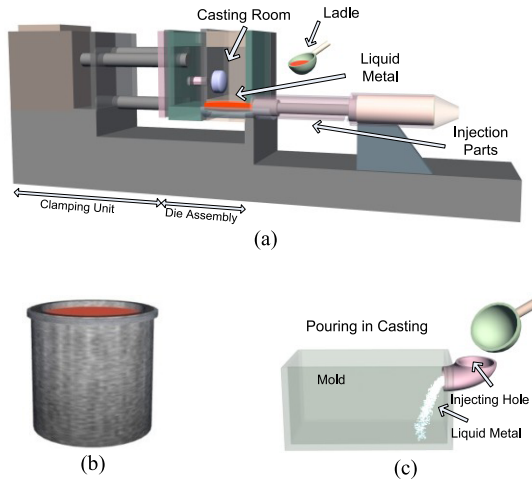 Casting Room
Ladle
Liquid
Metal
Injection
Parts
Clamping Unit
Die Assembly
(a)
Pouring in Casting
Mold
Injecting Hole
Liquid Metal
(b)
(c)